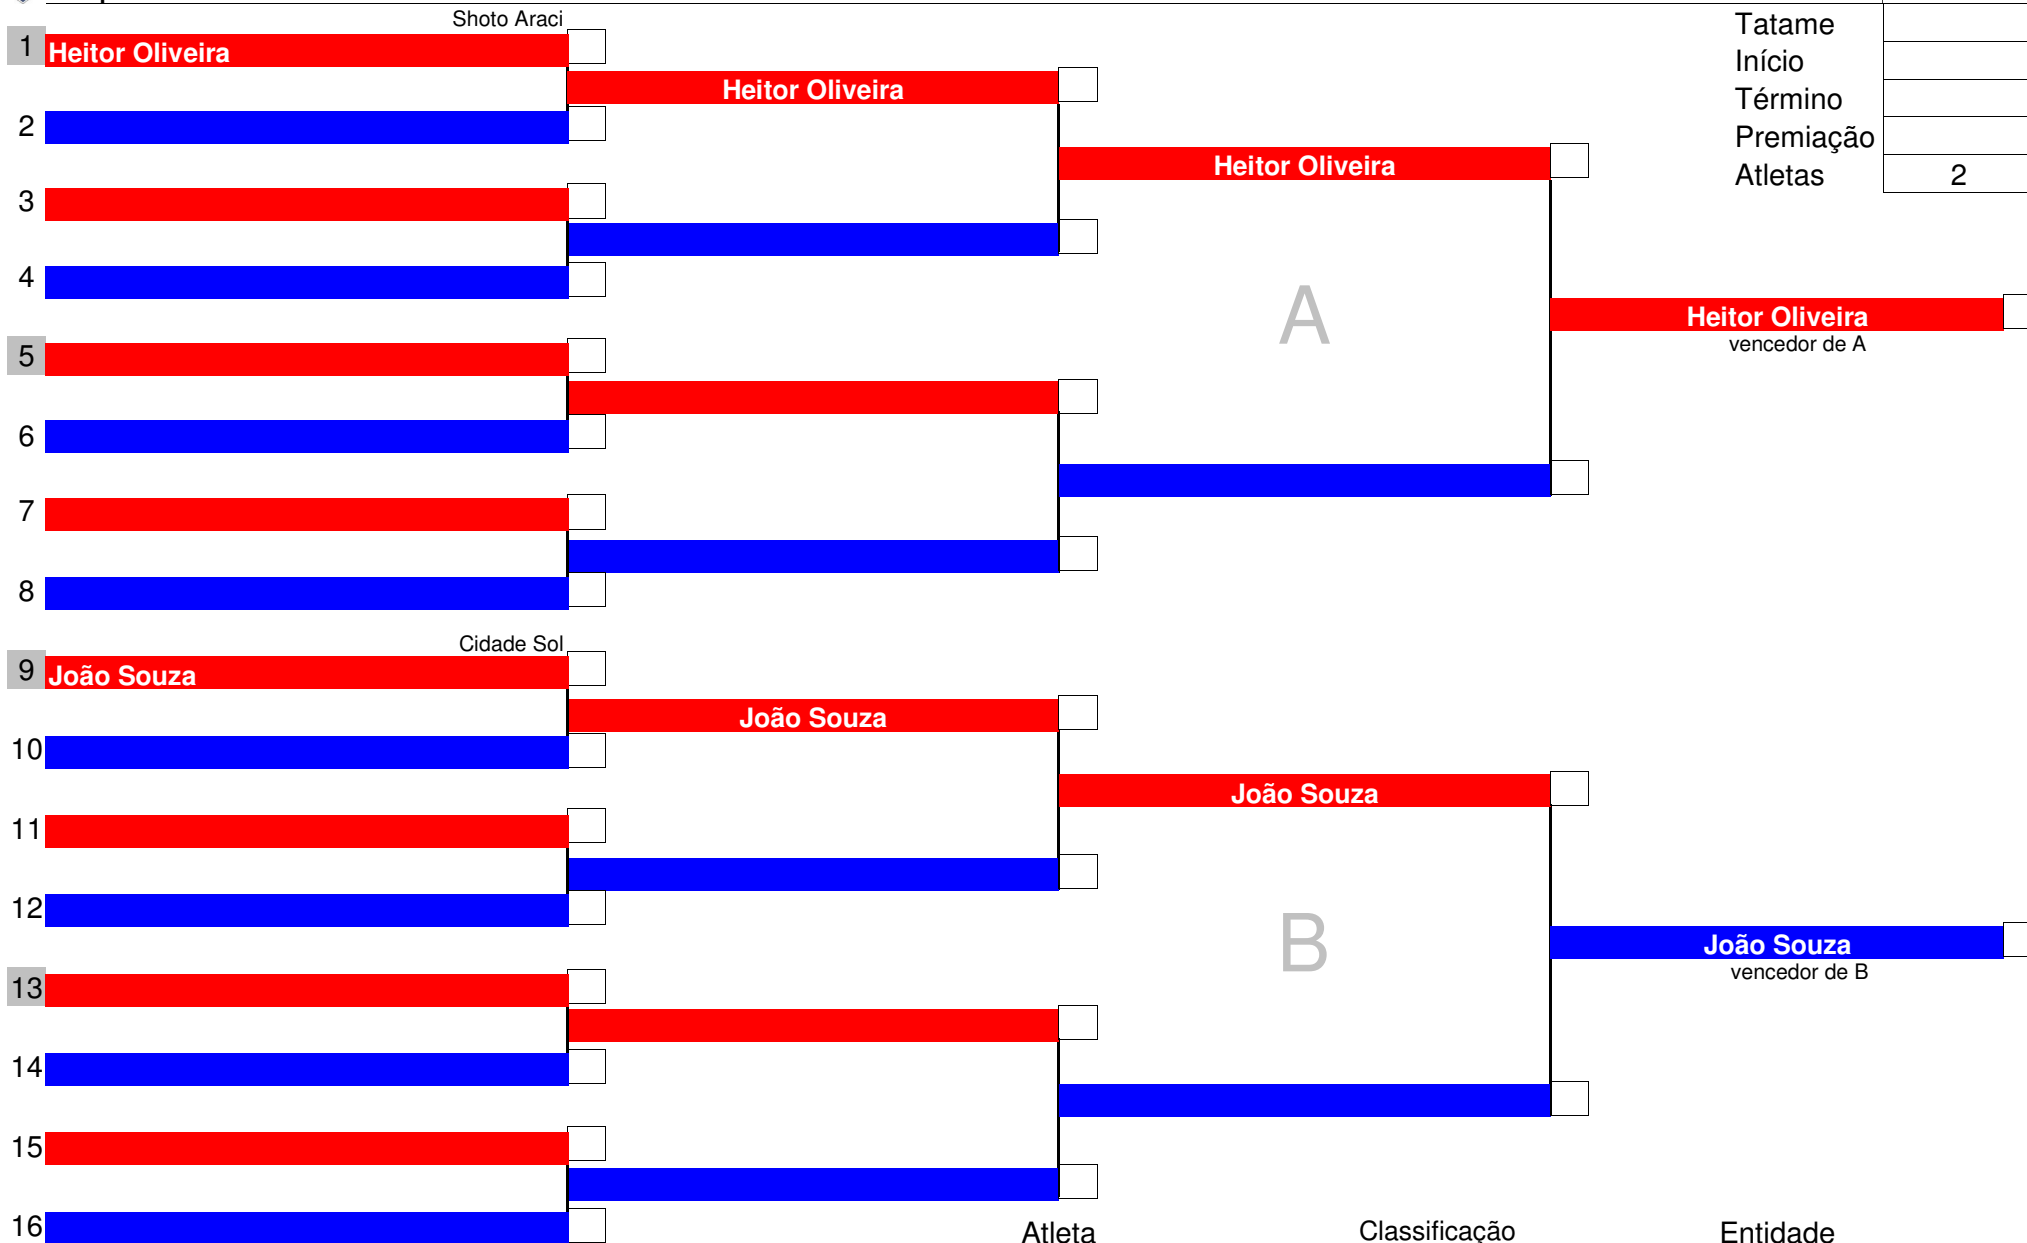 Shoto Araci
Tatame
1 Heitor Oliveira
Início
Heitor Oliveira
Término
2
Premiação
Heitor Oliveira
Atletas 2
3
4
A
Heitor Oliveira
vencedor de A
5
6
7
8
Cidade Sol
9 João Souza
João Souza
10
João Souza
11
12
B
João Souza
vencedor de B
13
14
15
16
Atleta Classificação Entidade